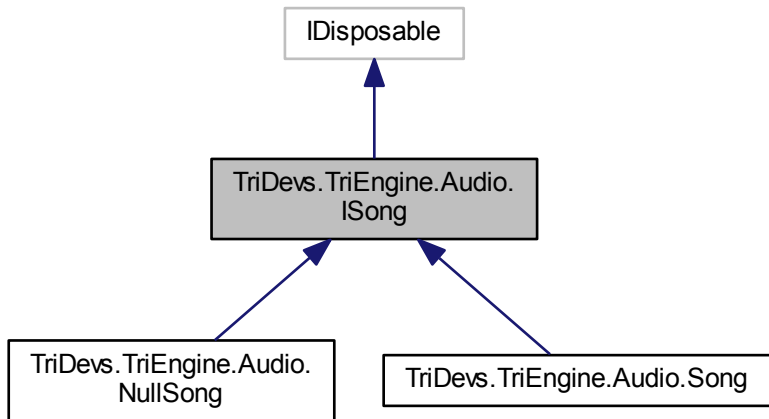 IDisposable
TriDevs.TriEngine.Audio.
ISong
TriDevs.TriEngine.Audio.
NullSong
TriDevs.TriEngine.Audio.Song